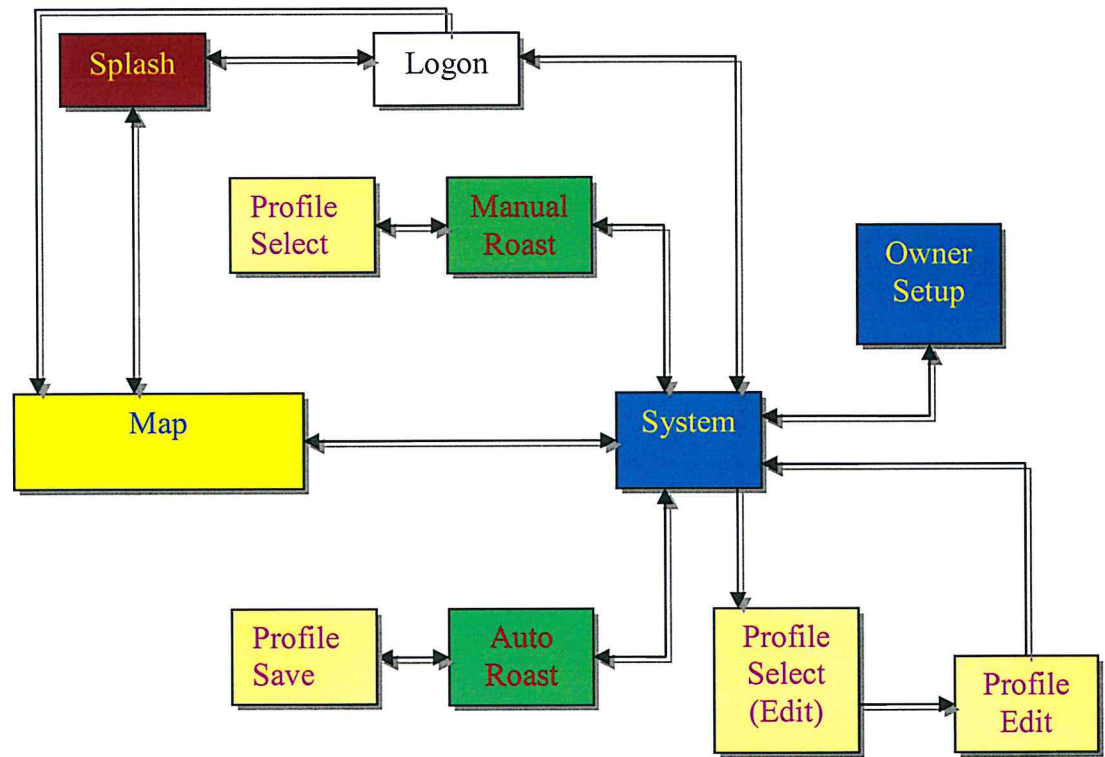 Splash
Logon
Profile
Select
Manual
Roast
Owner
Setup
Map
System
Profile
Save
Auto
Roast
Profile
Select
(Edit)
Profile
Edit